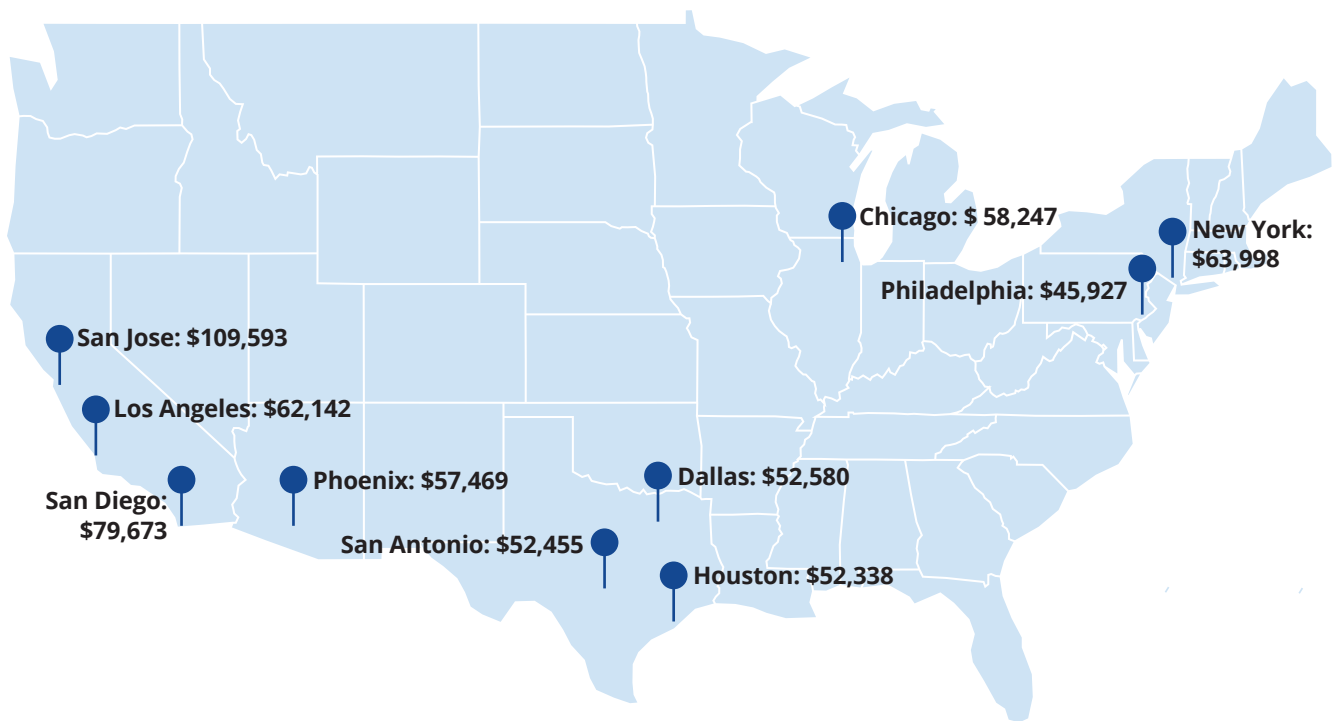 Chicago: $ 58,247
New York:
$63,998
Philadelphia: $45,927
San Jose: $109,593
Los Angeles: $62,142
Phoenix: $57,469
Dallas: $52,580
San Diego:
$79,673
San Antonio: $52,455
Houston: $52,338